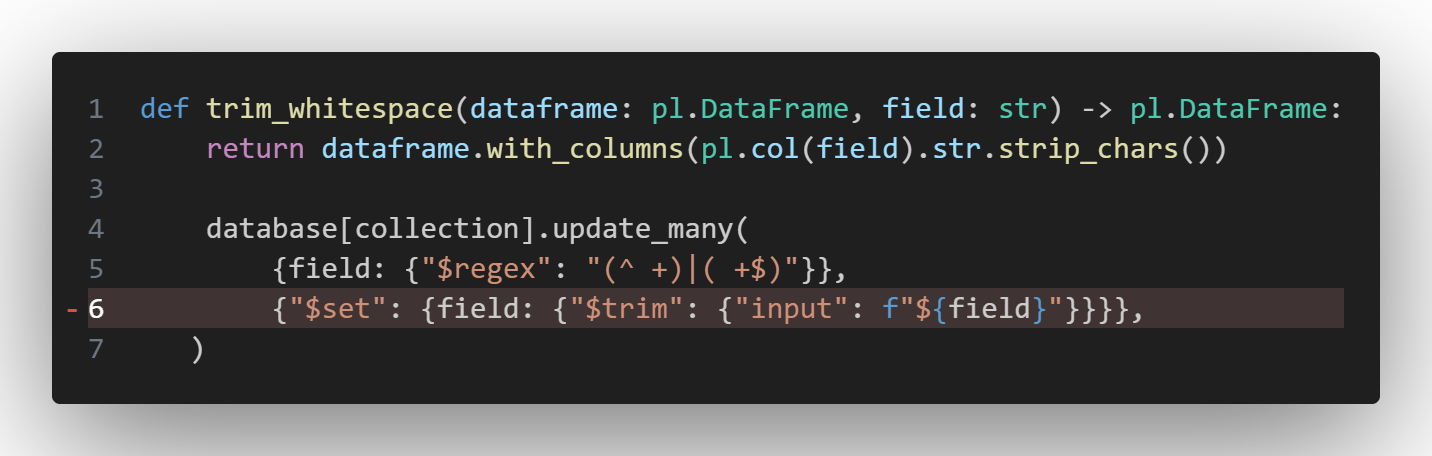 1 def trim_whitespace(dataframe: pl.DataFrame, field: str) -> pl.DataFrame:
2     return dataframe.with_columns(pl.col(field).str.strip_chars())
3
4     database[collection].update_many(
5         {field: {"$regex": "(^ +)|( +$)"}},
- 6         {"$set": {field: {"$trim": {"input": f"${field}"}}}},
7    )